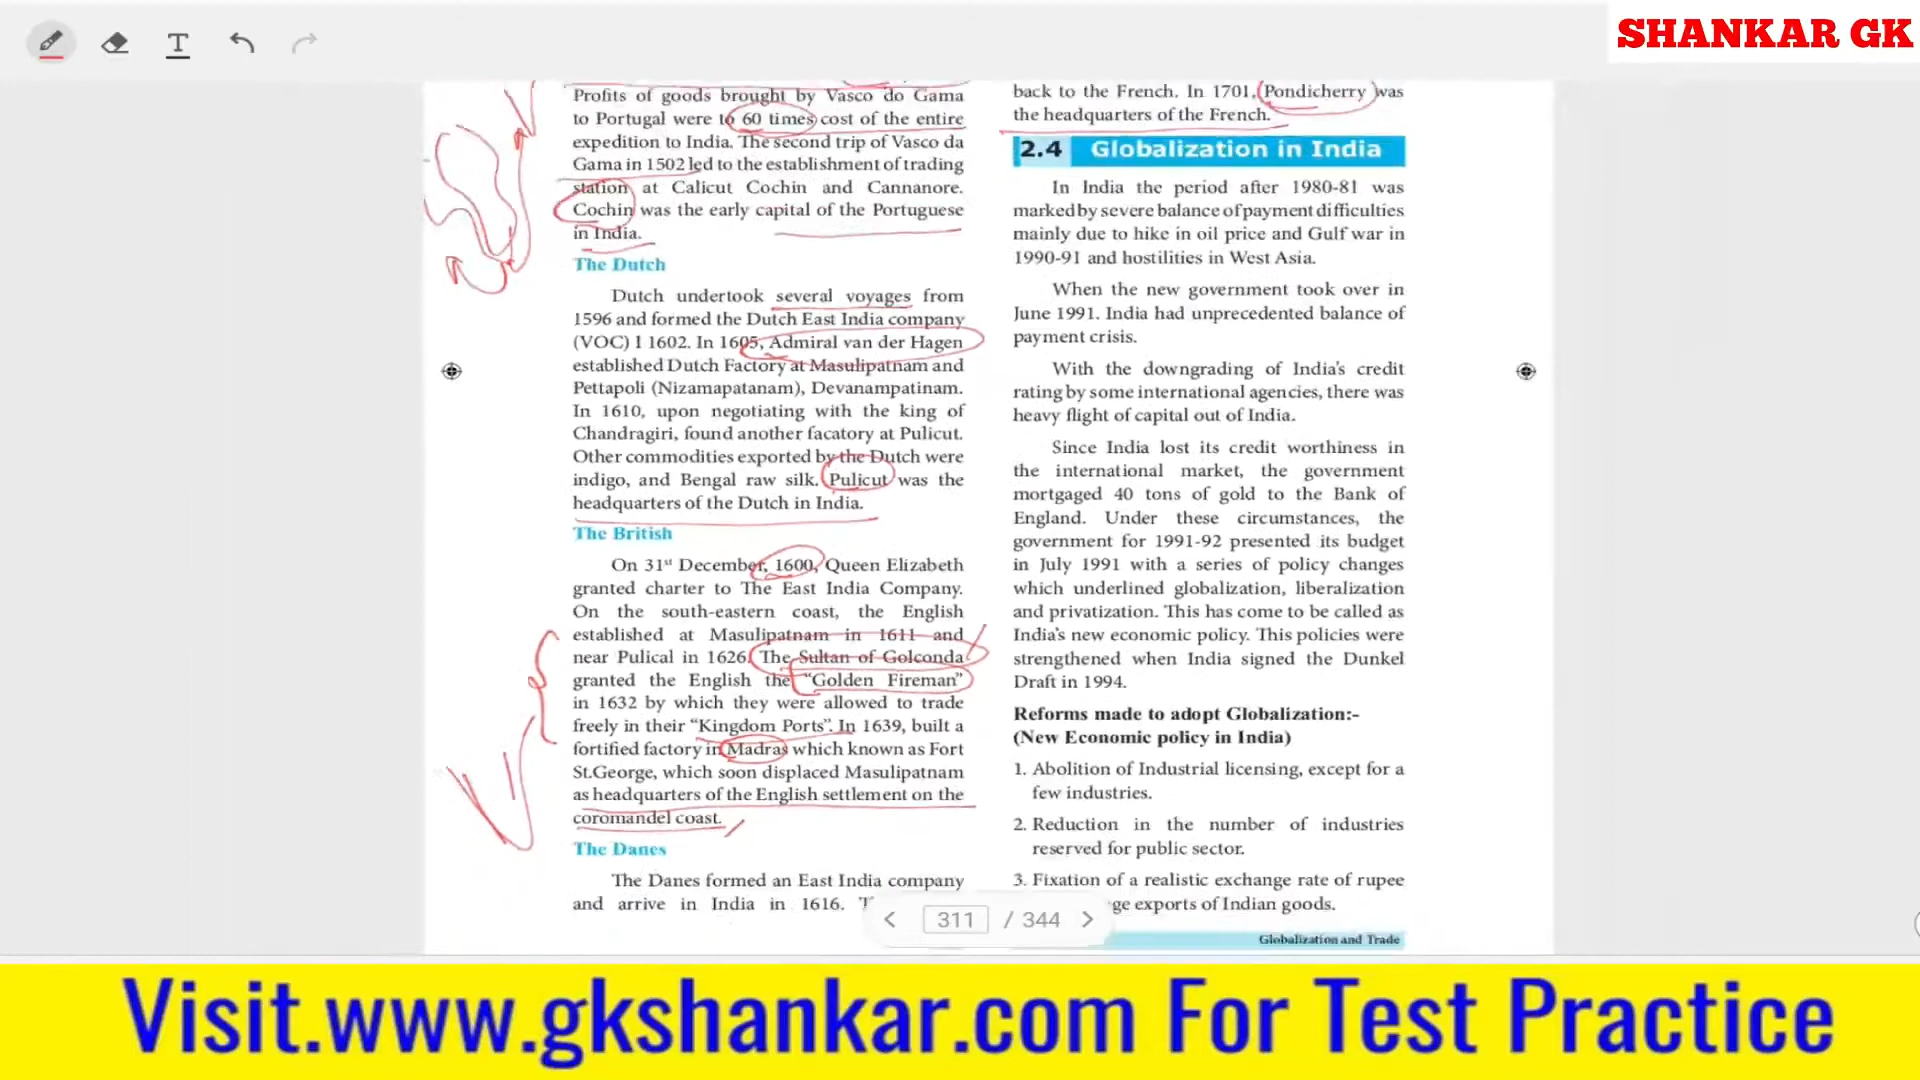 SHANKAR GK
Profits of goods brought by Vasco do Gama
to Portugal were to 60 times cost of the entire
expedition to India. The second trip of Vasco da
Gama in 1502 led to the establishment of trading
station at Calicut Cochin and Cannanore.
Cochin was the early capital of the Portuguese
in India.
The Dutch
Dutch undertook several voyages from
1596 and formed the Dutch East India company
(VOC) I 1602. In 1605, Admiral van der Hagen
established Dutch Factory at Masulipatnam and
Pettapoli (Nizamapatanam), Devanampatinam.
In 1610, upon negotiating with the king of
Chandragiri, found another facatory at Pulicut.
Other commodities exported by the Dutch were
indigo, and Bengal raw silk. Pulicut was the
headquarters of the Dutch in India.
The British
On 31st December, 1600, Queen Elizabeth
granted charter to The East India Company.
On the south-eastern coast, the English
established at Masulipatnam in 1611 and
near Pulical in 1626. The Sultan of Golconda
granted the English the "Golden Fireman"
in 1632 by which they were allowed to trade
freely in their "Kingdom Ports". In 1639, built a
fortified factory in Madras which known as Fort
St.George, which soon displaced Masulipatnam
as headquarters of the English settlement on the
coromandel coast.
The Danes
The Danes formed an East India company
and arrive in India in 1616.
back to the French. In 1701, Pondicherry was
the headquarters of the French.
2.4 Globalization in India
In India the period after 1980-81 was
marked by severe balance of payment difficulties
mainly due to hike in oil price and Gulf war in
1990-91 and hostilities in West Asia.
When the new government took over in
June 1991. India had unprecedented balance of
payment crisis.
With the downgrading of India's credit
rating by some international agencies, there was
heavy flight of capital out of India.
Since India lost its credit worthiness in
the international market, the government
mortgaged 40 tons of gold to the Bank of
England. Under these circumstances, the
government for 1991-92 presented its budget
in July 1991 with a series of policy changes
which underlined globalization, liberalization
and privatization. This has come to be called as
India's new economic policy. This policies were
strengthened when India signed the Dunkel
Draft in 1994.
Reforms made to adopt Globalization:-
(New Economic policy in India)
1. Abolition of Industrial licensing, except for a
few industries.
2. Reduction in the number of industries
reserved for public sector.
3. Fixation of a realistic exchange rate of rupee
ge exports of Indian goods.
311 / 344
Globalization and Trade
Visit.www.gkshankar.com For Test Practice